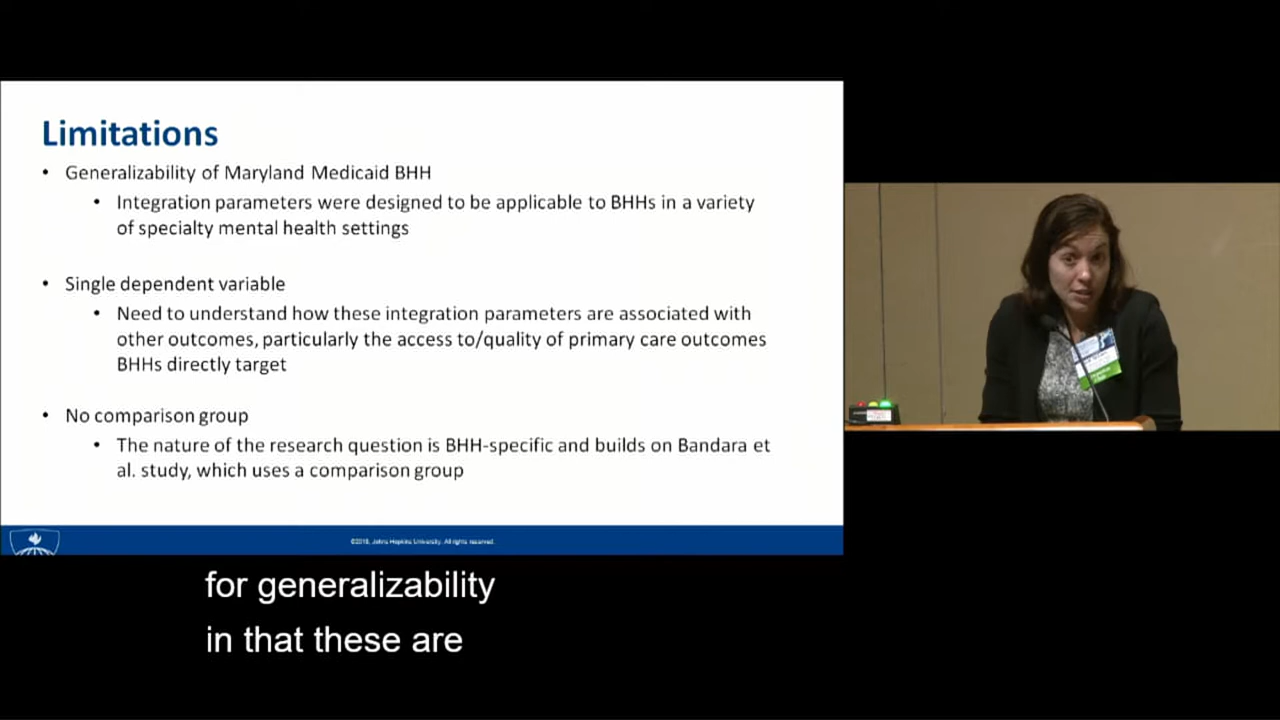 Limitations
• Generalizability of Maryland Medicaid BHH
• Integration parameters were designed to be applicable to BHHs in a variety
of specialty mental health settings
• Single dependent variable
• Need to understand how these integration parameters are associated with
other outcomes, particularly the access to/quality of primary care outcomes
BHHs directly target
• No comparison group
• The nature of the research question is BHH-specific and builds on Bandara et
al. study, which uses a comparison group
©2018, Johns Hopkins University. All rights reserved.
for generalizability
in that these are